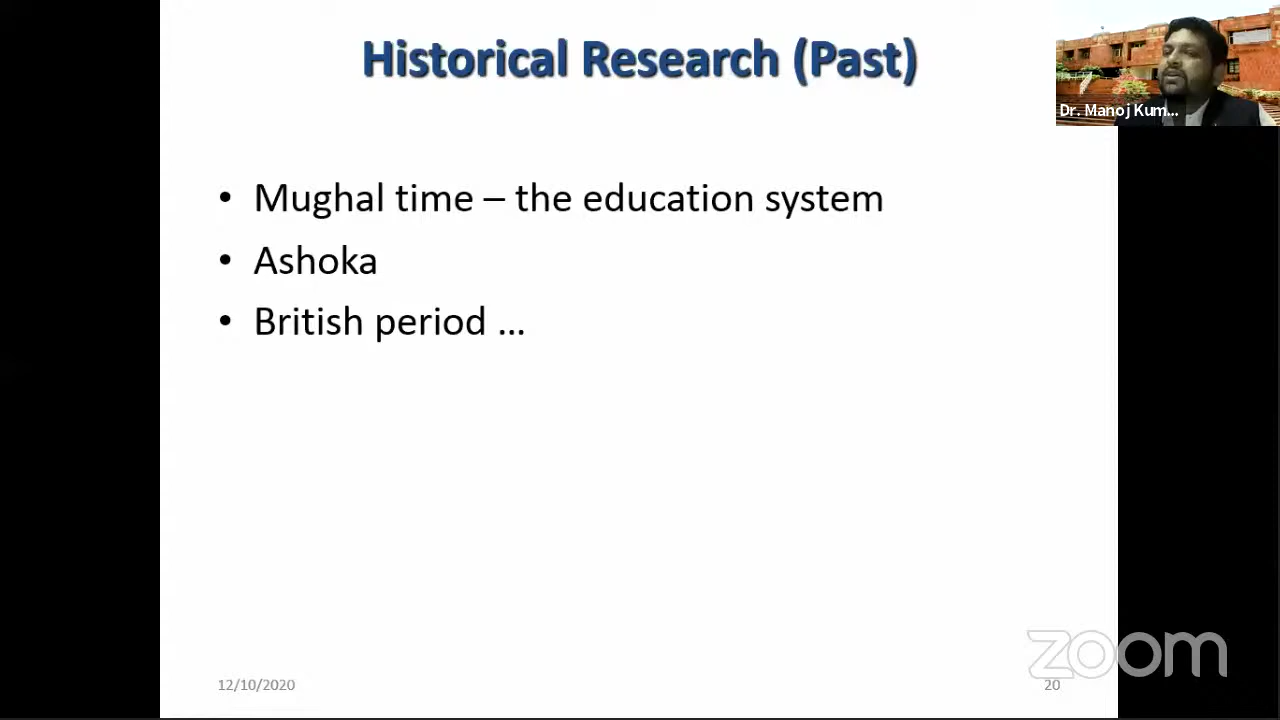 Historical Research (Past)
Dr. Manoj Kum...
• Mughal time – the education system
• Ashoka
• British period ...
zoom
12/10/2020
20